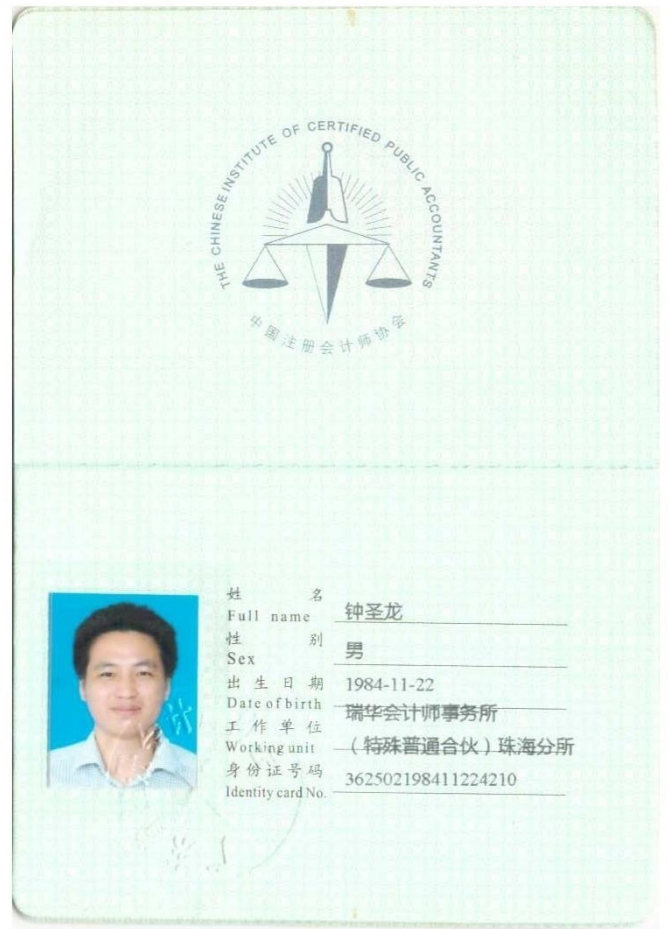 THE CHINESE INSTITUTE OF CERTIFIED PUBLIC ACCOUNTANTS
中国注册会计师协会
姓名 钟圣龙
Full name
性别 男
Sex
出生日期 1984-11-22
Date of birth
工作单位 瑞华会计师事务所
Working unit （特殊普通合伙）珠海分所
身份证号码 362502198411224210
Identity card No.